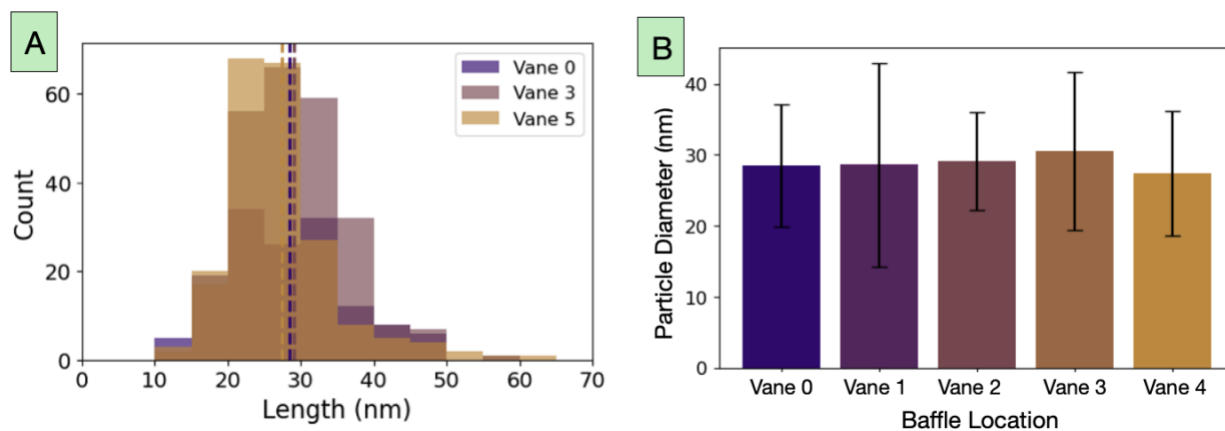 A
Vane 0
Vane 3
Vane 5
Count
60
40
20
0
0 10 20 30 40 50 60 70
Length (nm)
B
Particle Diameter (nm)
40
30
20
10
0
Vane 0 Vane 1 Vane 2 Vane 3 Vane 4
Baffle Location